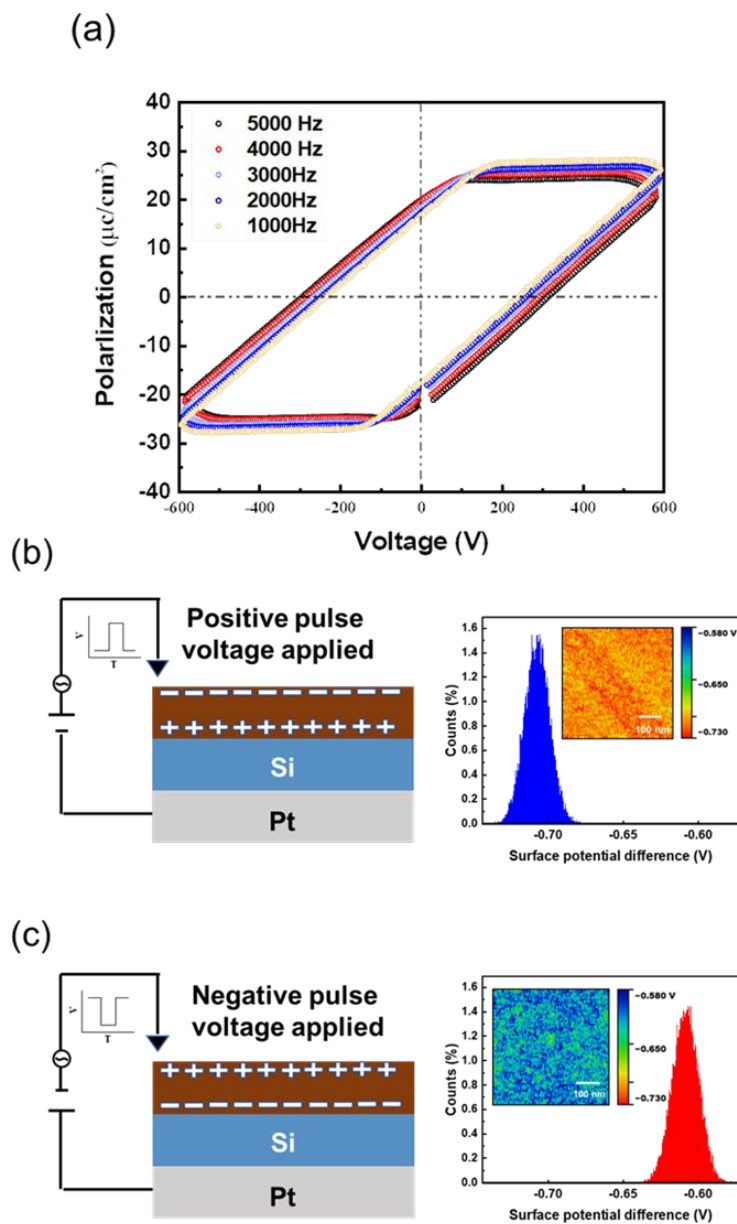 (a)
40
30
20
10
0
-10
-20
-30
-40
Polarlization (μc/cm²)
5000 Hz
4000 Hz
3000Hz
2000Hz
1000Hz
-600
-400
-200
0
200
400
600
Voltage (V)
(b)
V
T
Positive pulse
voltage applied
Si
Pt
1.6
1.4
1.2
1.0
0.8
0.6
0.4
0.2
0.0
Counts (%)
100 nm
−0.580 V
−0.650
−0.730
-0.70
-0.65
-0.60
Surface potential difference (V)
(c)
V
T
Negative pulse
voltage applied
Si
Pt
1.6
1.4
1.2
1.0
0.8
0.6
0.4
0.2
0.0
Counts (%)
100 nm
−0.580 V
−0.650
−0.730
-0.70
-0.65
-0.60
Surface potential difference (V)